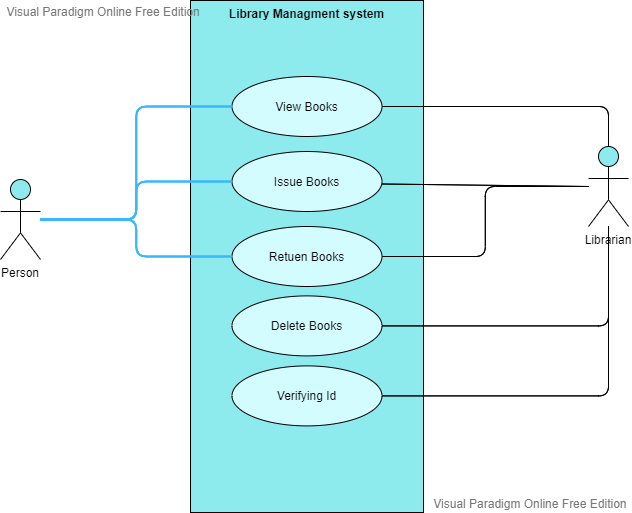 Visual Paradigm Online Free Edition
Library Managment system
View Books
Issue Books
Retuen Books
Librarian
Person
Delete Books
Verifying Id
Visual Paradigm Online Free Edition